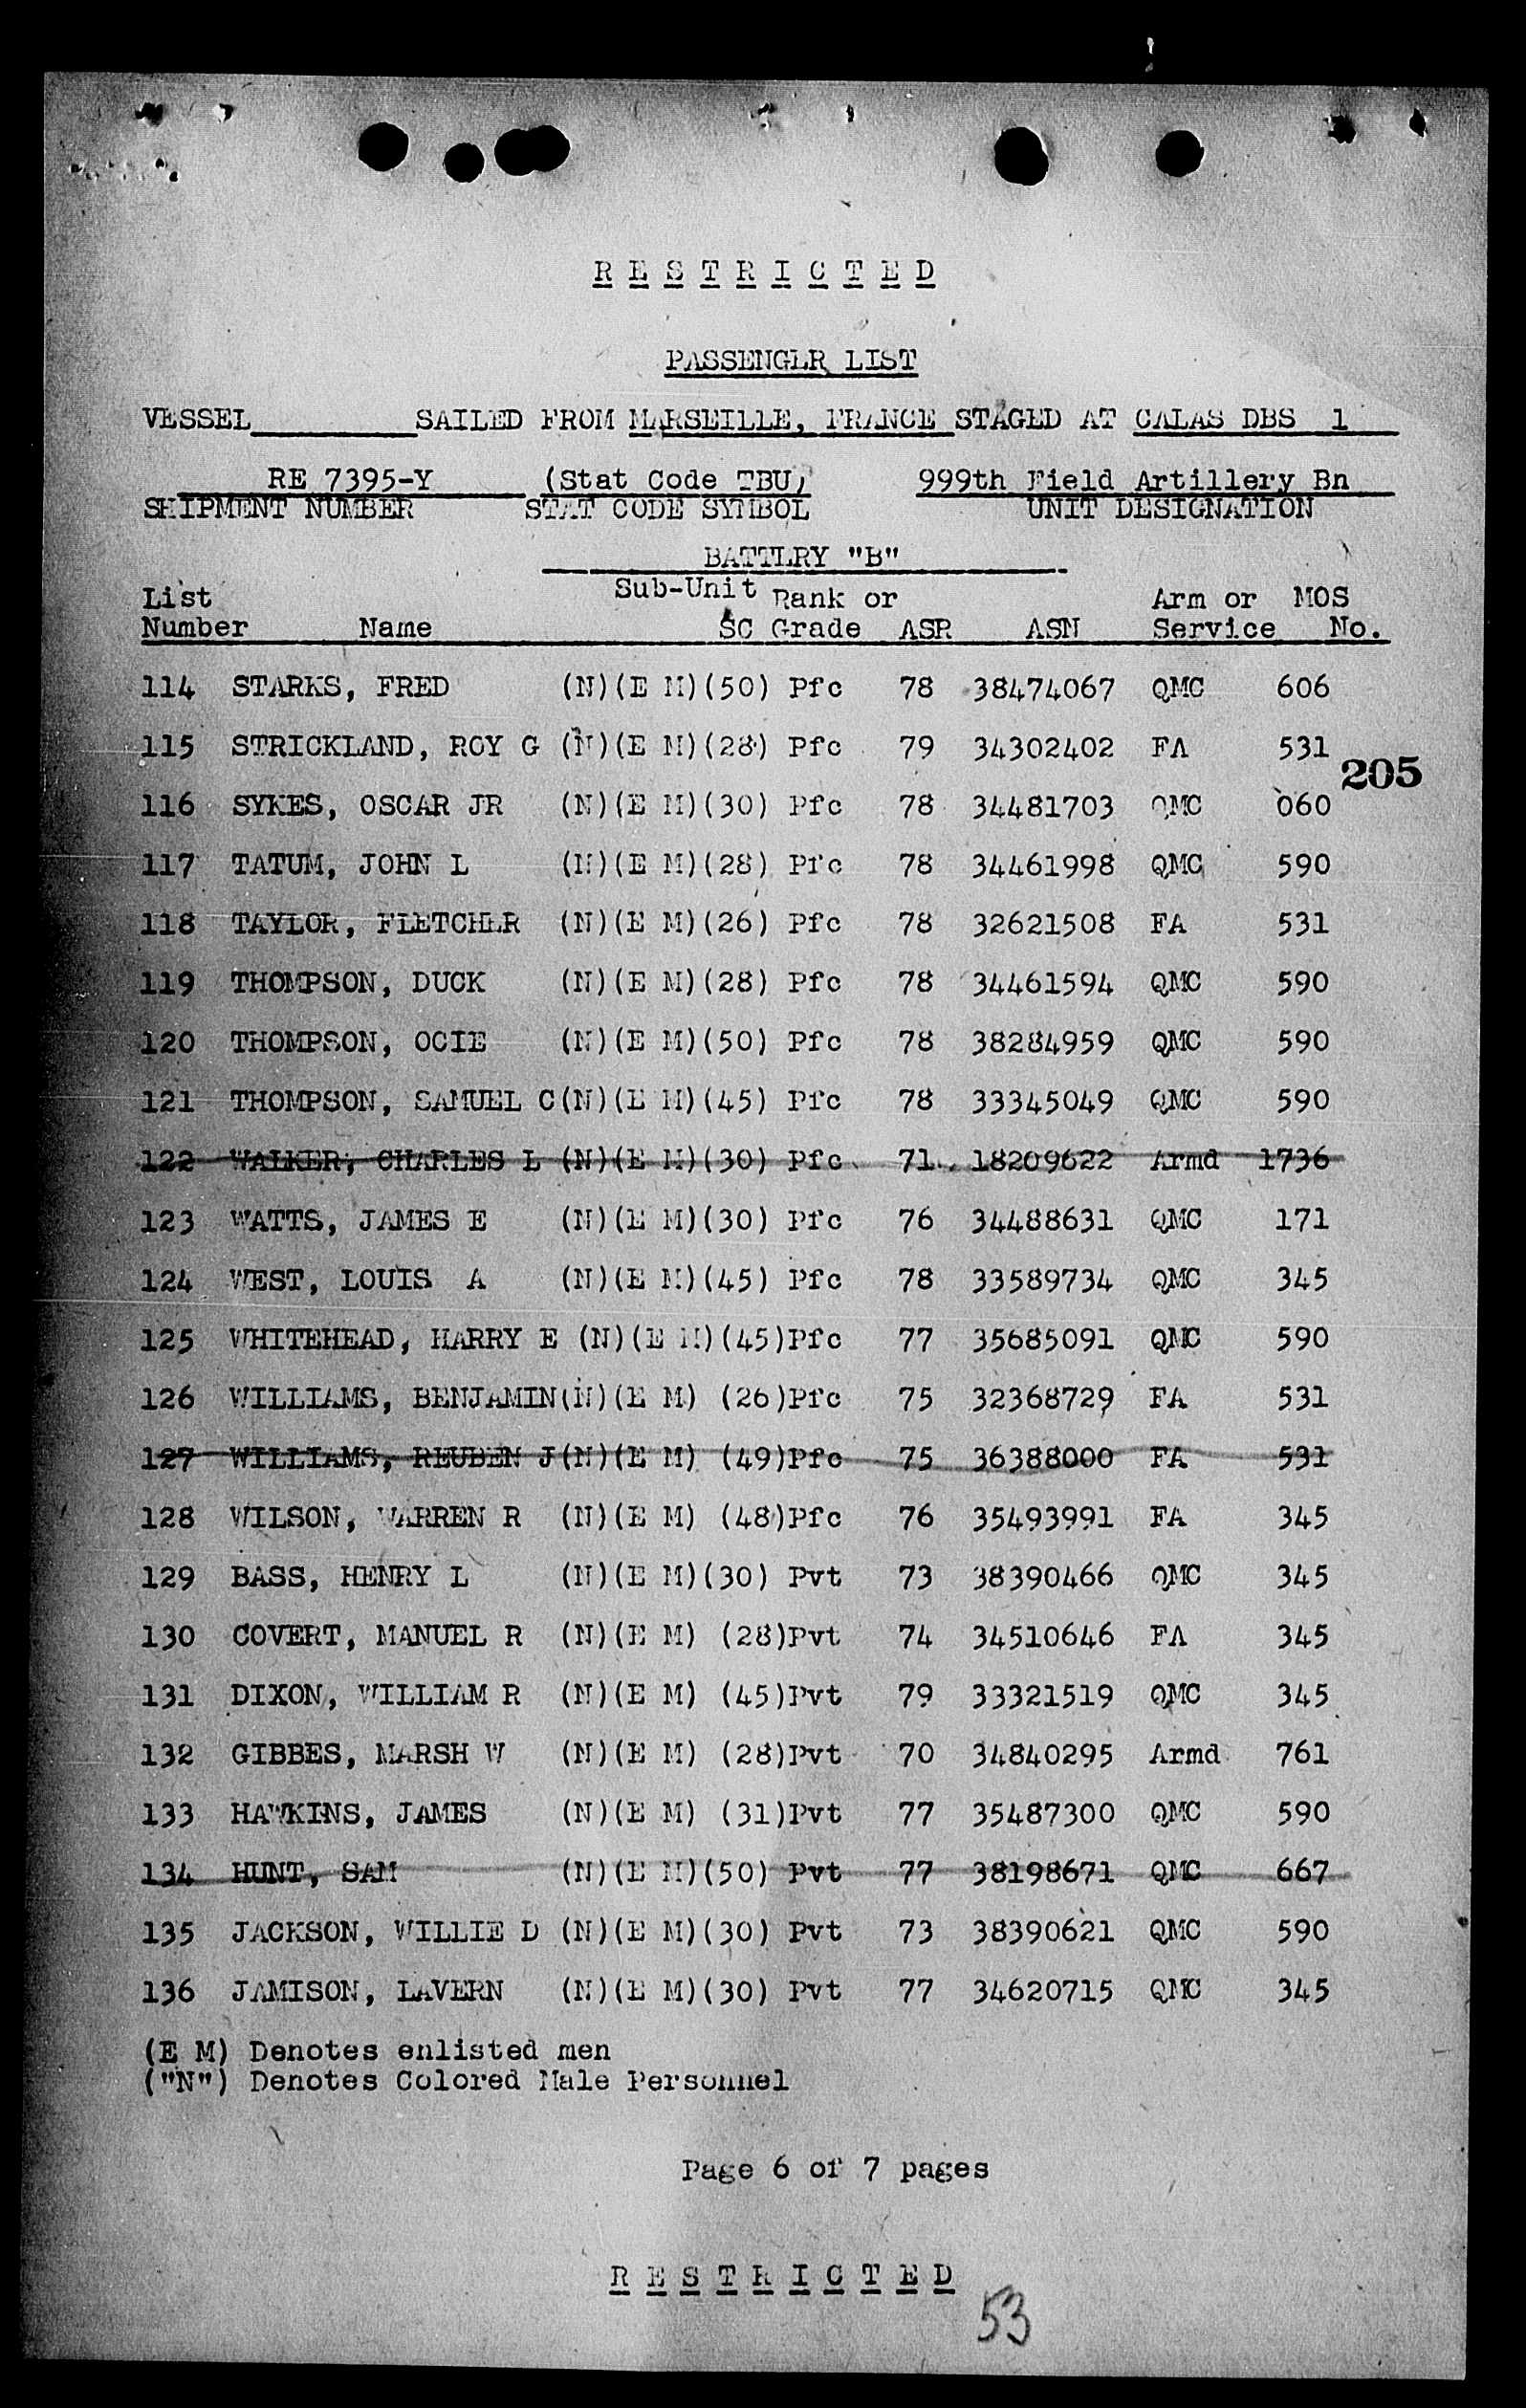 R E S T R I C T E D
PASSENGER LIST
VESSEL________SAILED FROM MARSEILLE, FRANCE STAGED AT CALAS DBS 1
RE 7395-Y (Stat Code TBU) 999th Field Artillery Bn
SHIPMENT NUMBER STAT CODE SYMBOL UNIT DESIGNATION
BATTERY "B"
Sub-Unit
List Rank or Arm or MOS
Number Name SC Grade ASR ASN Service No.
114 STARKS, FRED (N)(E M)(50) Pfc 78 38474067 QMC 606
115 STRICKLAND, ROY G (N)(E M)(28) Pfc 79 34302402 FA 531
205
116 SYKES, OSCAR JR (N)(E M)(30) Pfc 78 34481703 QMC 060
117 TATUM, JOHN L (N)(E M)(28) Pfc 78 34461998 QMC 590
118 TAYLOR, FLETCHER (N)(E M)(26) Pfc 78 32621508 FA 531
119 THOMPSON, DUCK (N)(E M)(28) Pfc 78 34461594 QMC 590
120 THOMPSON, OCIE (N)(E M)(50) Pfc 78 38284959 QMC 590
121 THOMPSON, SAMUEL C(N)(E M)(45) Pfc 78 33345049 QMC 590
122 WALKER, CHARLES L (N)(E M)(30) Pfc 71 18209622 Armd 1736
123 WATTS, JAMES E (N)(E M)(30) Pfc 76 34488631 QMC 171
124 WEST, LOUIS A (N)(E M)(45) Pfc 78 33589734 QMC 345
125 WHITEHEAD, HARRY E (N)(E M)(45)Pfc 77 35685091 QMC 590
126 WILLIAMS, BENJAMIN(N)(E M) (26)Pfc 75 32368729 FA 531
127 WILLIAMS, REUBEN J(N)(E M) (49)Pfc 75 36388000 FA 531
128 WILSON, WARREN R (N)(E M) (48)Pfc 76 35493991 FA 345
129 BASS, HENRY L (N)(E M)(30) Pvt 73 38390466 QMC 345
130 COVERT, MANUEL R (N)(E M) (28)Pvt 74 34510646 FA 345
131 DIXON, WILLIAM R (N)(E M) (45)Pvt 79 33321519 QMC 345
132 GIBBES, MARSH W (N)(E M) (28)Pvt 70 34840295 Armd 761
133 HAWKINS, JAMES (N)(E M) (31)Pvt 77 35487300 QMC 590
134 HUNT, SAM (N)(E M)(50) Pvt 77 38198671 QMC 667
135 JACKSON, WILLIE D (N)(E M)(30) Pvt 73 38390621 QMC 590
136 JAMISON, LAVERN (N)(E M)(30) Pvt 77 34620715 QMC 345
(E M) Denotes enlisted men
("N") Denotes Colored Male Personnel
Page 6 of 7 pages
R E S T R I C T E D
53